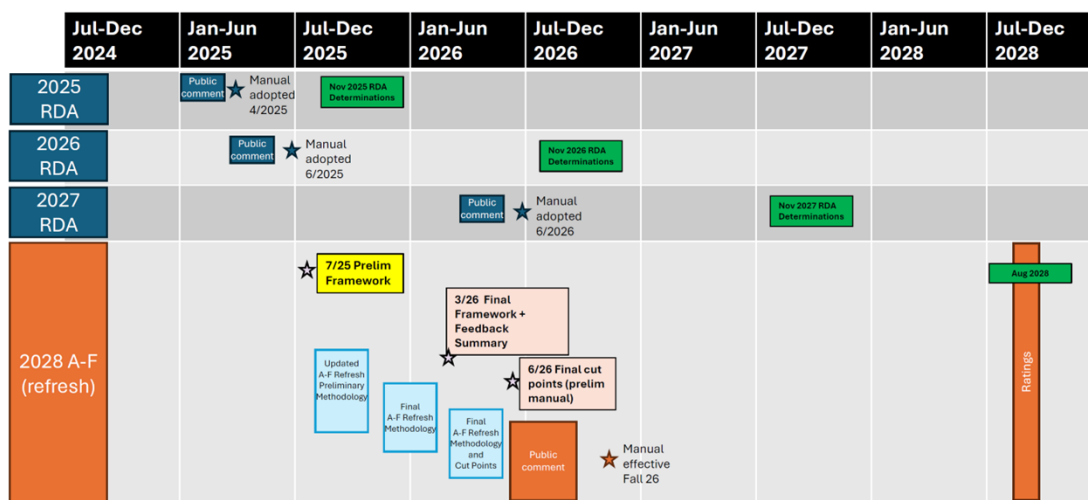 Jul-Dec 2024
Jan-Jun 2025
Jul-Dec 2025
Jan-Jun 2026
Jul-Dec 2026
Jan-Jun 2027
Jul-Dec 2027
Jan-Jun 2028
Jul-Dec 2028
2025
RDA
Public
comment
Manual
adopted
4/2025
Nov 2025 RDA
Determinations
2026
RDA
Public
comment
Manual
adopted
6/2025
Nov 2026 RDA
Determinations
2027
RDA
Public
comment
Manual
adopted
6/2026
Nov 2027 RDA
Determinations
2028 A-F
(refresh)
7/25 Prelim
Framework
3/26 Final
Framework +
Feedback
Summary
6/26 Final cut
points (prelim
manual)
Updated
A-F Refresh
Preliminary
Methodology
Final
A-F Refresh
Methodology
Final
A-F Refresh
Methodology
and
Cut Points
Public
comment
Manual
effective
Fall 26
Aug 2028
Ratings